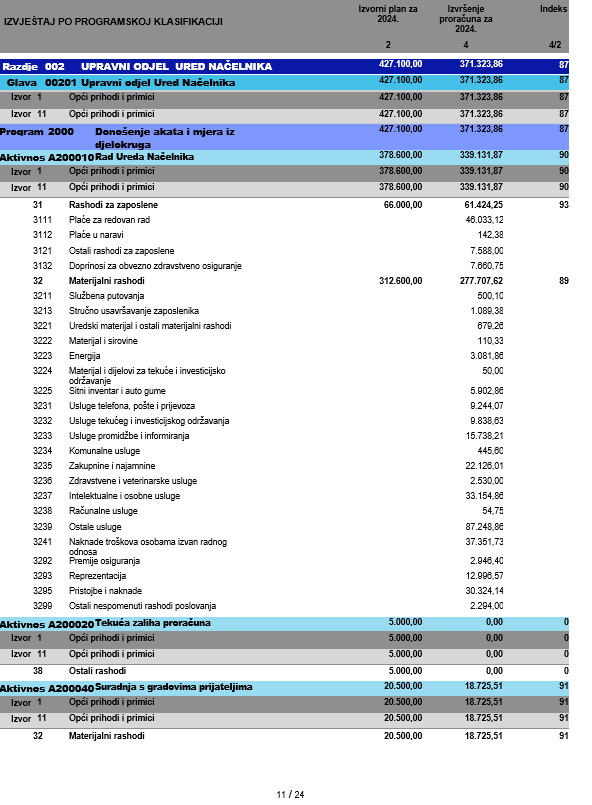 IZVJEŠTAJ PO PROGRAMSKOJ KLASIFIKACIJI
Izvorni plan za 2024.
Izvršenje proračuna za 2024.
Indeks
2 4 4/2
Razdje 002 UPRAVNI ODJEL URED NAČELNIKA 427.100,00 371.323,86 87
Glava 00201 Upravni odjel Ured Načelnika 427.100,00 371.323,86 87
Izvor 1 Opći prihodi i primici 427.100,00 371.323,86 87
Izvor 11 Opći prihodi i primici 427.100,00 371.323,86 87
Program 2000 Donošenje akata i mjera iz 427.100,00 371.323,86 87
djelokruga
Aktivnos A200010 Rad Ureda Načelnika 378.600,00 339.131,87 90
Izvor 1 Opći prihodi i primici 378.600,00 339.131,87 90
Izvor 11 Opći prihodi i primici 378.600,00 339.131,87 90
31 Rashodi za zaposlene 66.000,00 61.424,25 93
3111 Plaće za redovan rad 46.033,12
3112 Plaće u naravi 142,38
3121 Ostali rashodi za zaposlene 7.588,00
3132 Doprinosi za obvezno zdravstveno osiguranje 7.660,75
32 Materijalni rashodi 312.600,00 277.707,62 89
3211 Službena putovanja 500,10
3213 Stručno usavršavanje zaposlenika 1.089,38
3221 Uredski materijal i ostali materijalni rashodi 679,26
3222 Materijal i sirovine 110,33
3223 Energija 3.081,86
3224 Materijal i dijelovi za tekuće i investicijsko 50,00
održavanje
3225 Sitni inventar i auto gume 5.902,86
3231 Usluge telefona, pošte i prijevoza 9.244,07
3232 Usluge tekućeg i investicijskog održavanja 9.838,63
3233 Usluge promidžbe i informiranja 15.738,21
3234 Komunalne usluge 445,60
3235 Zakupnine i najamnine 22.126,01
3236 Zdravstvene i veterinarske usluge 2.530,00
3237 Intelektualne i osobne usluge 33.154,86
3238 Računalne usluge 54,75
3239 Ostale usluge 87.248,86
3241 Naknade troškova osobama izvan radnog 37.351,73
odnosa
3292 Premije osiguranja 2.946,40
3293 Reprezentacija 12.996,57
3295 Pristojbe i naknade 30.324,14
3299 Ostali nespomenuti rashodi poslovanja 2.294,00
Aktivnos A200020 Tekuća zaliha proračuna 5.000,00 0,00 0
Izvor 1 Opći prihodi i primici 5.000,00 0,00 0
Izvor 11 Opći prihodi i primici 5.000,00 0,00 0
38 Ostali rashodi 5.000,00 0,00 0
Aktivnos A200040 Suradnja s gradovima prijateljima 20.500,00 18.725,51 91
Izvor 1 Opći prihodi i primici 20.500,00 18.725,51 91
Izvor 11 Opći prihodi i primici 20.500,00 18.725,51 91
32 Materijalni rashodi 20.500,00 18.725,51 91
11 / 24